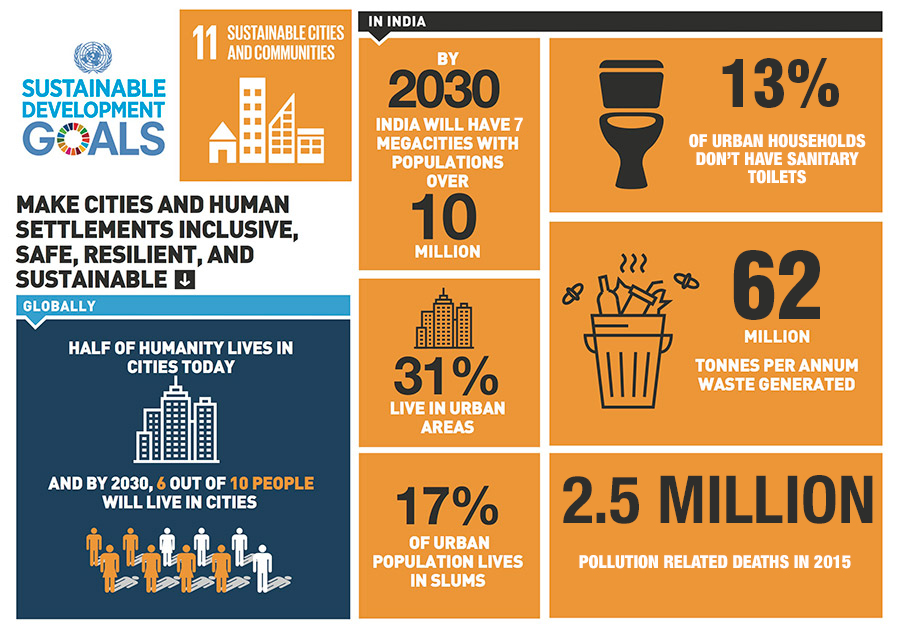 SUSTAINABLE
DEVELOPMENT
GOALS
11 SUSTAINABLE CITIES
AND COMMUNITIES
MAKE CITIES AND HUMAN
SETTLEMENTS INCLUSIVE,
SAFE, RESILIENT, AND
SUSTAINABLE
GLOBALLY
HALF OF HUMANITY LIVES IN
CITIES TODAY
AND BY 2030, 6 OUT OF 10 PEOPLE
WILL LIVE IN CITIES
IN INDIA
BY
2030
INDIA WILL HAVE 7
MEGACITIES WITH
POPULATIONS
OVER
10
MILLION
31%
LIVE IN URBAN
AREAS
17%
OF URBAN
POPULATION LIVES
IN SLUMS
13%
OF URBAN HOUSEHOLDS
DON'T HAVE SANITARY
TOILETS
62
MILLION
TONNES PER ANNUM
WASTE GENERATED
2.5 MILLION
POLLUTION RELATED DEATHS IN 2015